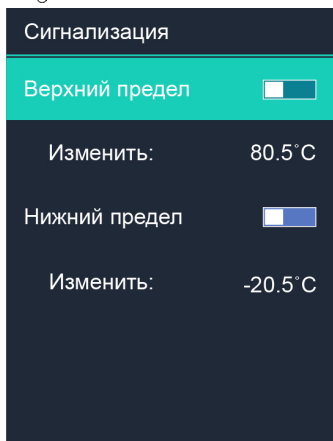 Сигнализация
Верхний предел
Изменить: 80.5°C
Нижний предел
Изменить: -20.5°C